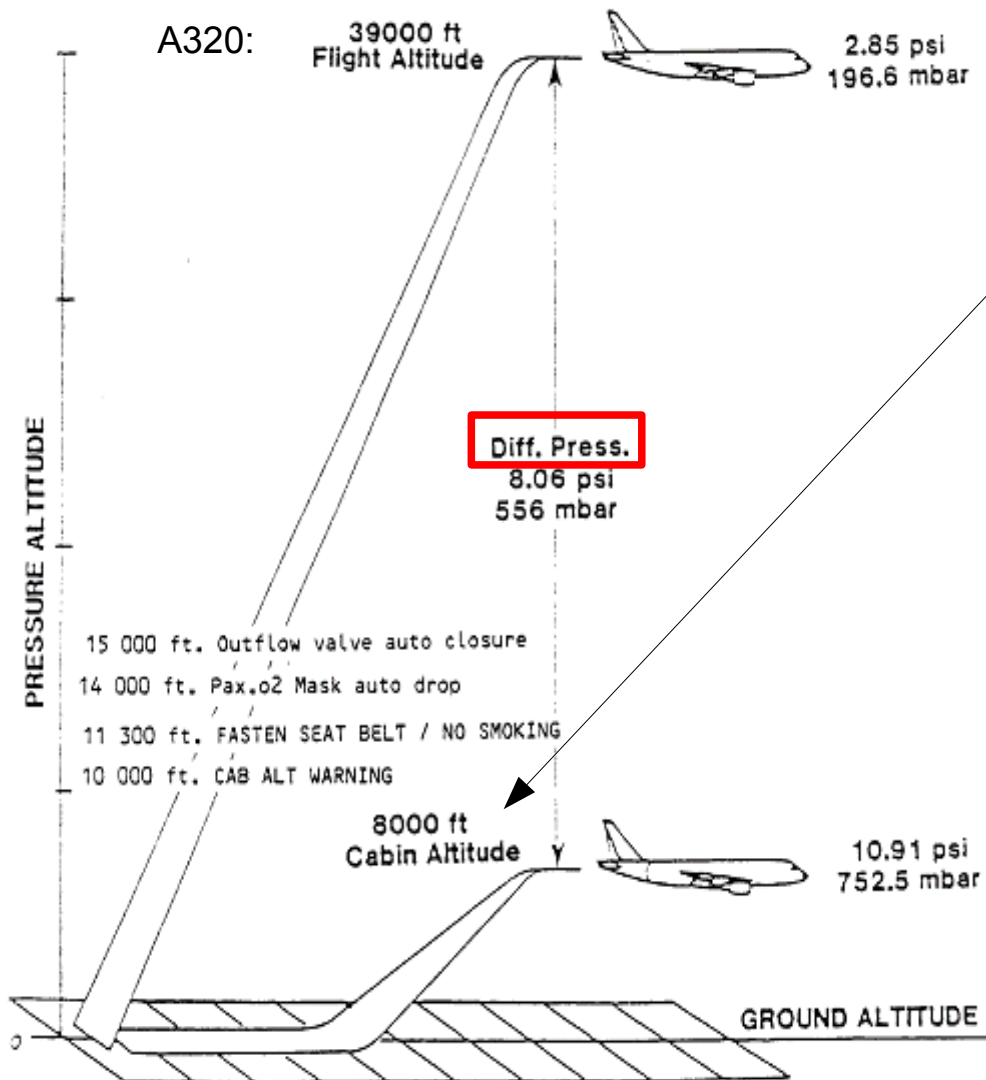 A320:
39000 ft
Flight Altitude
2.85 psi
196.6 mbar
PRESSURE ALTITUDE
Diff. Press.
8.06 psi
556 mbar
15 000 ft. Outflow valve auto closure
14 000 ft. Pax.o2 Mask auto drop
11 300 ft. FASTEN SEAT BELT / NO SMOKING
10 000 ft. CAB ALT WARNING
8000 ft
Cabin Altitude
10.91 psi
752.5 mbar
GROUND ALTITUDE
0